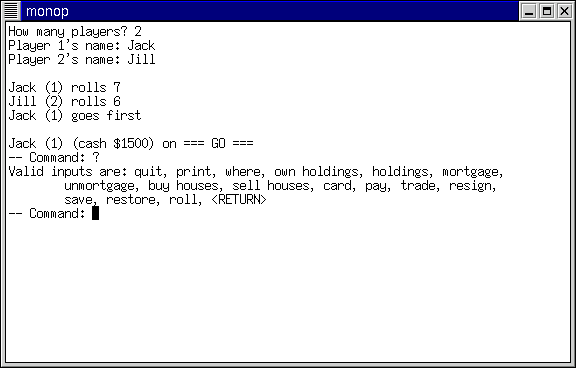 monop
How many players? 2
Player 1's name: Jack
Player 2's name: Jill
Jack (1) rolls 7
Jill (2) rolls 6
Jack (1) goes first
Jack (1) (cash $1500) on === GO ===
-- Command: ?
Valid inputs are: quit, print, where, own holdings, holdings, mortgage,
unmortgage, buy houses, sell houses, card, pay, trade, resign,
save, restore, roll, <RETURN>
-- Command: